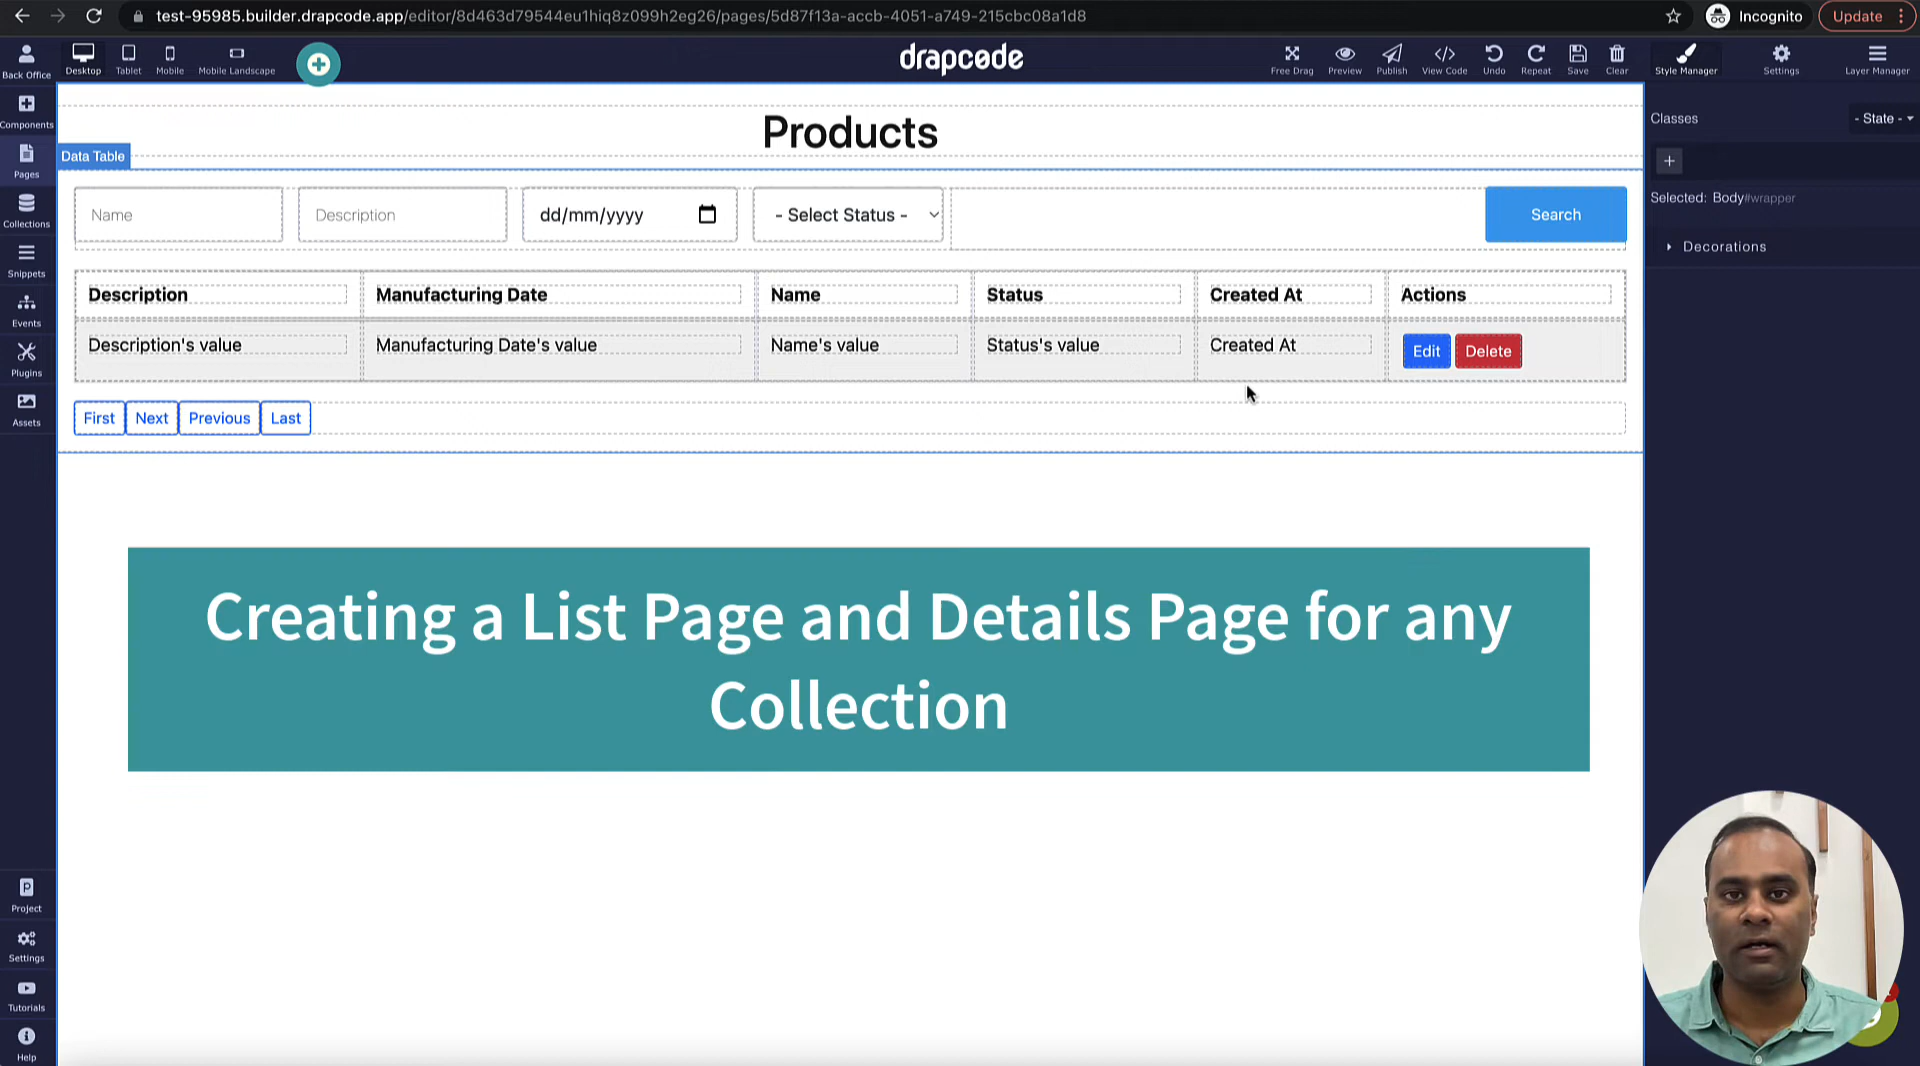 test-95985.builder.drapcode.app/editor/8d463d79544eu1hiq8z099h2eg26/pages/5d87f13a-accb-4051-a749-215cbc08a1d8
Incognito
Update
Back Office
Desktop
Tablet
Mobile
Mobile Landscape
drapcode
Free Drag
Preview
Publish
View Code
Undo
Repeat
Save
Clear
Style Manager
Settings
Layer Manager
Components
Pages
Collections
Snippets
Events
Plugins
Assets
Project
Settings
Tutorials
Help
Products
Data Table
Name
Description
dd/mm/yyyy
- Select Status -
Search
Description Manufacturing Date Name Status Created At Actions
Description's value Manufacturing Date's value Name's value Status's value Created At Edit Delete
First Next Previous Last
Creating a List Page and Details Page for any
Collection
Classes
- State -
Selected: Body#wrapper
Decorations